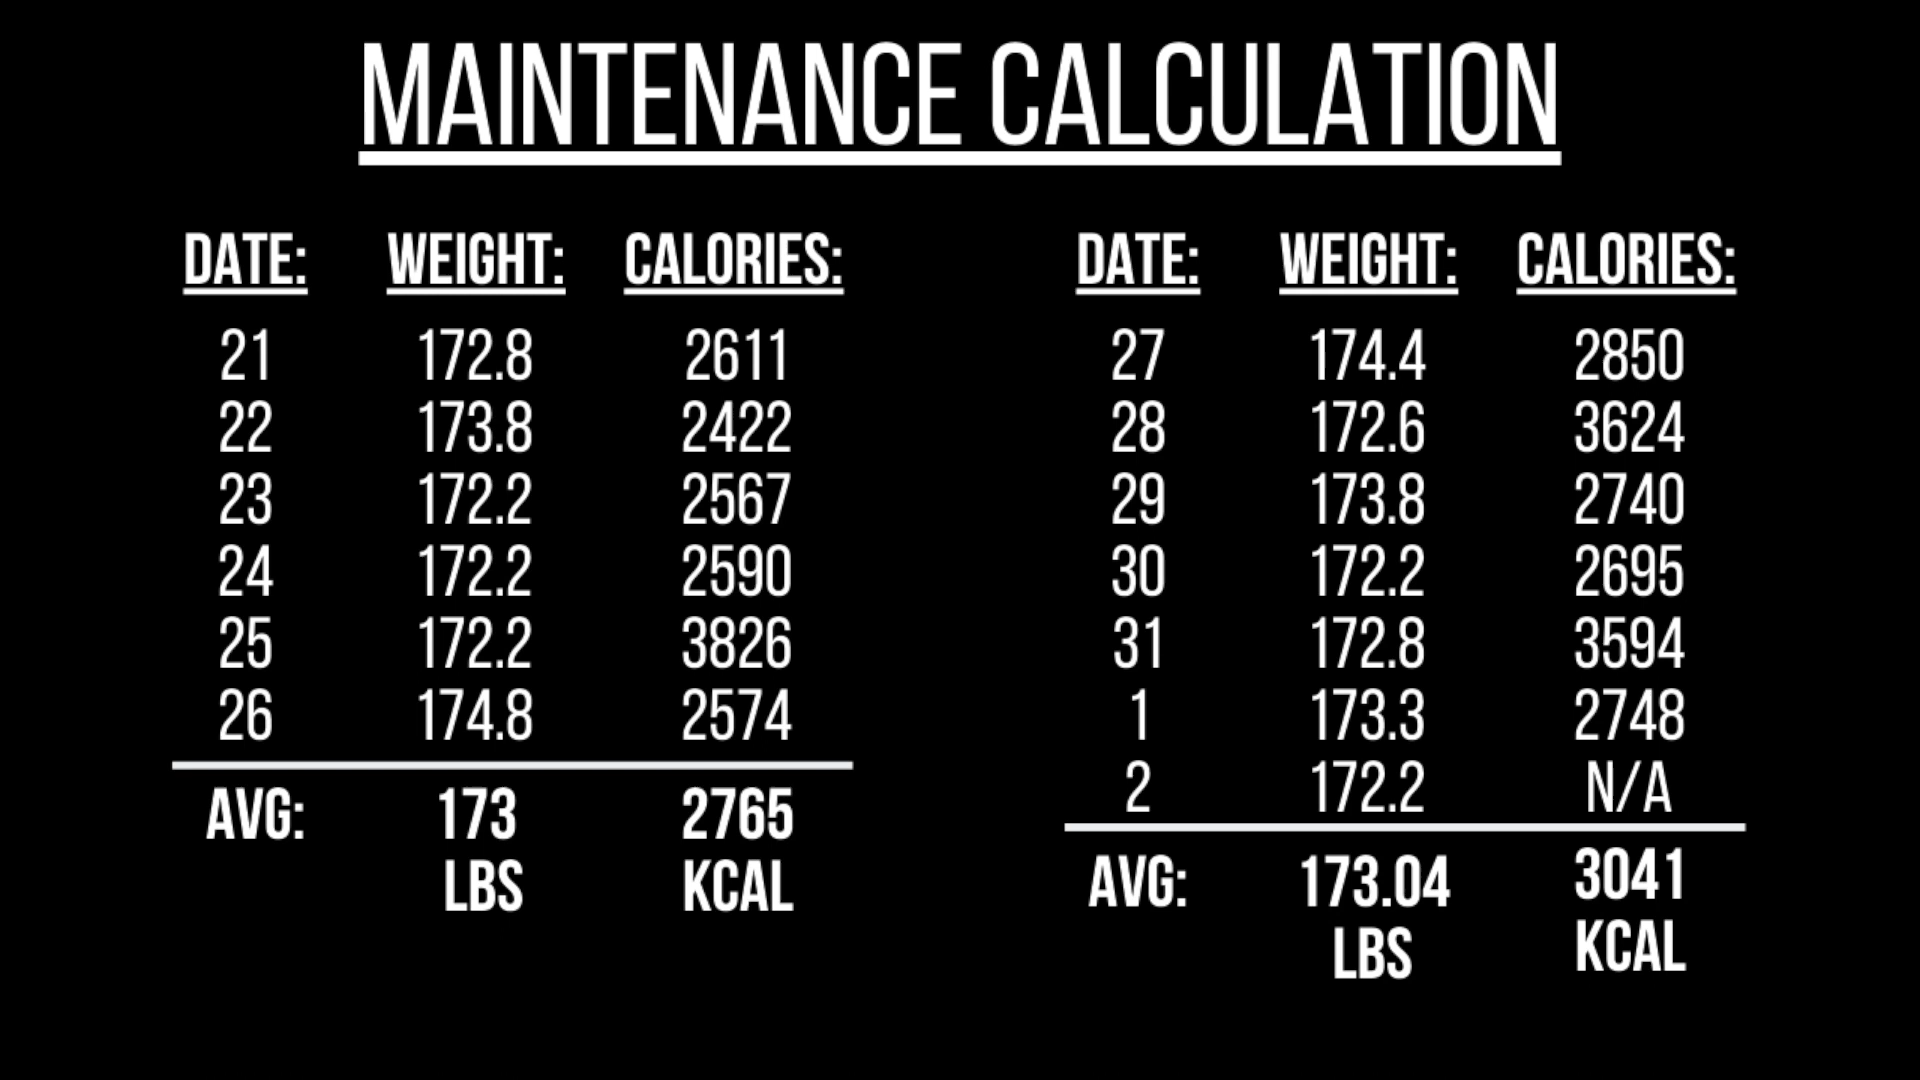 MAINTENANCE CALCULATION
DATE: WEIGHT: CALORIES:
21 172.8 2611
22 173.8 2422
23 172.2 2567
24 172.2 2590
25 172.2 3826
26 174.8 2574
AVG: 173 2765
LBS KCAL
DATE: WEIGHT: CALORIES:
27 174.4 2850
28 172.6 3624
29 173.8 2740
30 172.2 2695
31 172.8 3594
1 173.3 2748
2 172.2 N/A
AVG: 173.04 3041
LBS KCAL